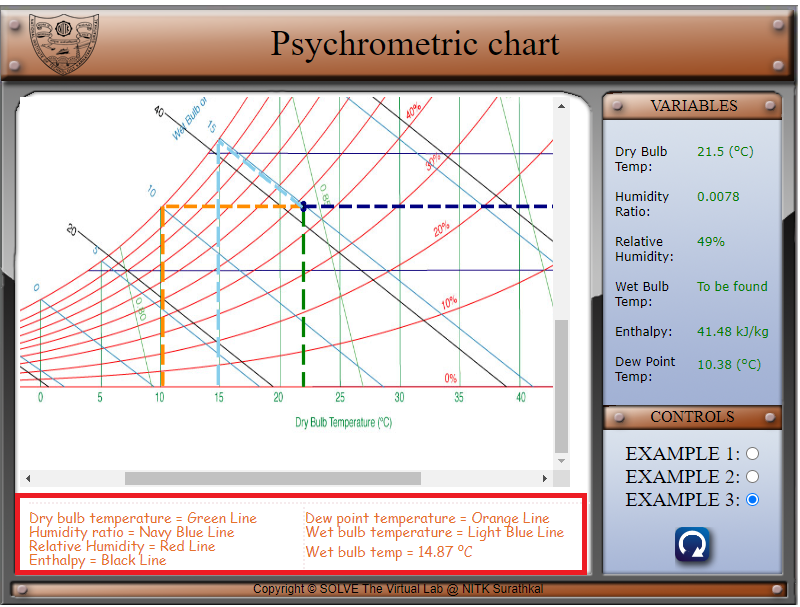 Psychrometric chart
40
Wet Bulb or
15
10
20
5
0
0.80
0.85
40%
30%
20%
10%
0%
0 5 10 15 20 25 30 35 40
Dry Bulb Temperature (°C)
VARIABLES
Dry Bulb Temp: 21.5 (°C)
Humidity Ratio: 0.0078
Relative Humidity: 49%
Wet Bulb Temp: To be found
Enthalpy: 41.48 kJ/kg
Dew Point Temp: 10.38 (°C)
CONTROLS
EXAMPLE 1:
EXAMPLE 2:
EXAMPLE 3:
Dry bulb temperature = Green Line
Humidity ratio = Navy Blue Line
Relative Humidity = Red Line
Enthalpy = Black Line
Dew point temperature = Orange Line
Wet bulb temperature = Light Blue Line
Wet bulb temp = 14.87 °C
Copyright © SOLVE The Virtual Lab @ NITK Surathkal